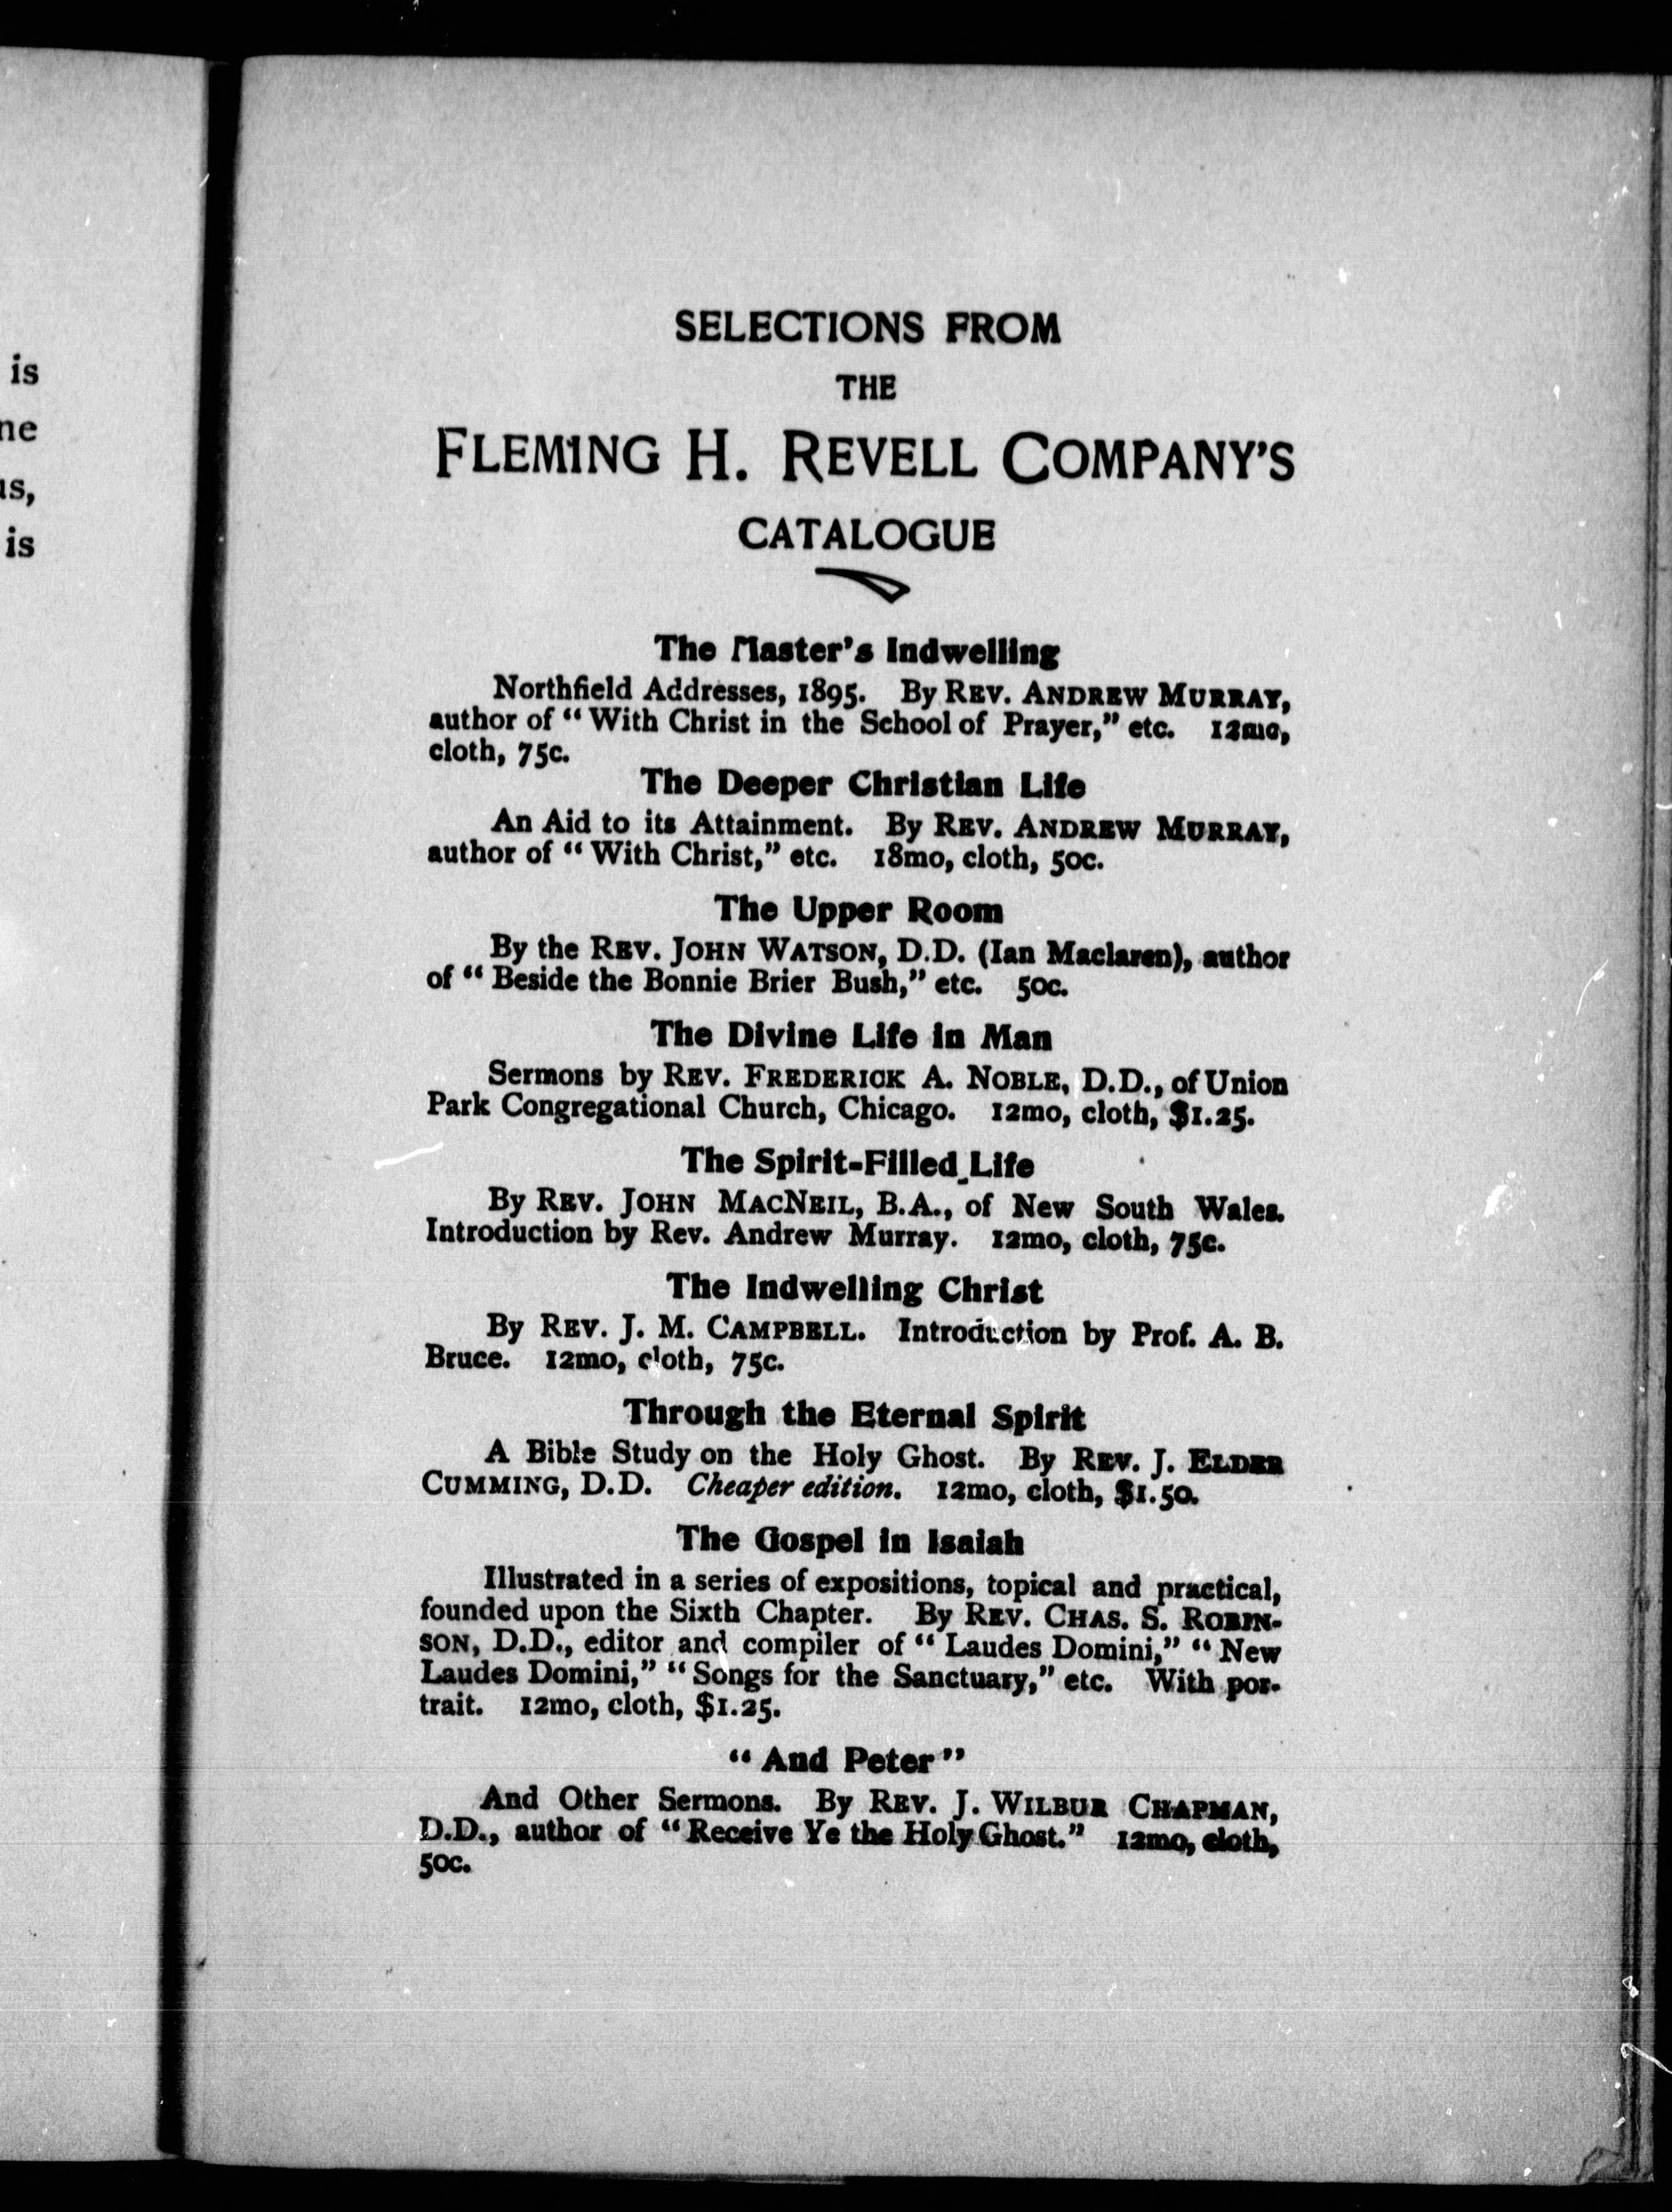 is
ne
us,
is
SELECTIONS FROM
THE
FLEMING H. REVELL COMPANY'S
CATALOGUE
The Master's Indwelling
Northfield Addresses, 1895. By REV. ANDREW MURRAY,
author of "With Christ in the School of Prayer," etc. 12mo,
cloth, 75c.
The Deeper Christian Life
An Aid to its Attainment. By REV. ANDREW MURRAY,
author of "With Christ," etc. 18mo, cloth, 50c.
The Upper Room
By the REV. JOHN WATSON, D.D. (Ian Maclaren), author
of "Beside the Bonnie Brier Bush," etc. 50c.
The Divine Life in Man
Sermons by REV. FREDERICK A. NOBLE, D.D., of Union
Park Congregational Church, Chicago. 12mo, cloth, $1.25.
The Spirit-Filled Life
By REV. JOHN MACNEIL, B.A., of New South Wales.
Introduction by Rev. Andrew Murray. 12mo, cloth, 75c.
The Indwelling Christ
By REV. J. M. CAMPBELL. Introduction by Prof. A. B.
Bruce. 12mo, cloth, 75c.
Through the Eternal Spirit
A Bible Study on the Holy Ghost. By REV. J. ELDER
CUMMING, D.D. Cheaper edition. 12mo, cloth, $1.50.
The Gospel in Isaiah
Illustrated in a series of expositions, topical and practical,
founded upon the Sixth Chapter. By REV. CHAS. S. ROBIN-
SON, D.D., editor and compiler of "Laudes Domini," "New
Laudes Domini," "Songs for the Sanctuary," etc. With por-
trait. 12mo, cloth, $1.25.
"And Peter"
And Other Sermons. By REV. J. WILBUR CHAPMAN,
D.D., author of "Receive Ye the Holy Ghost." 12mo, cloth,
50c.